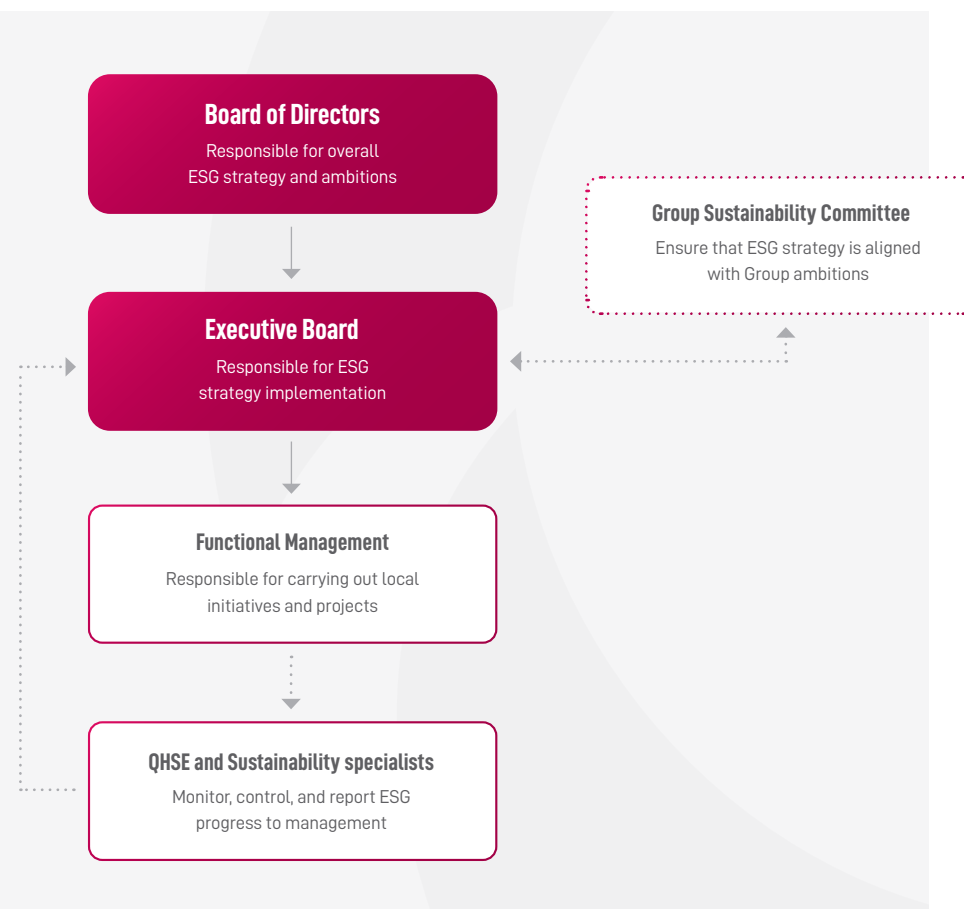 Board of Directors
Responsible for overall
ESG strategy and ambitions
Group Sustainability Committee
Ensure that ESG strategy is aligned
with Group ambitions
Executive Board
Responsible for ESG
strategy implementation
Functional Management
Responsible for carrying out local
initiatives and projects
QHSE and Sustainability specialists
Monitor, control, and report ESG
progress to management